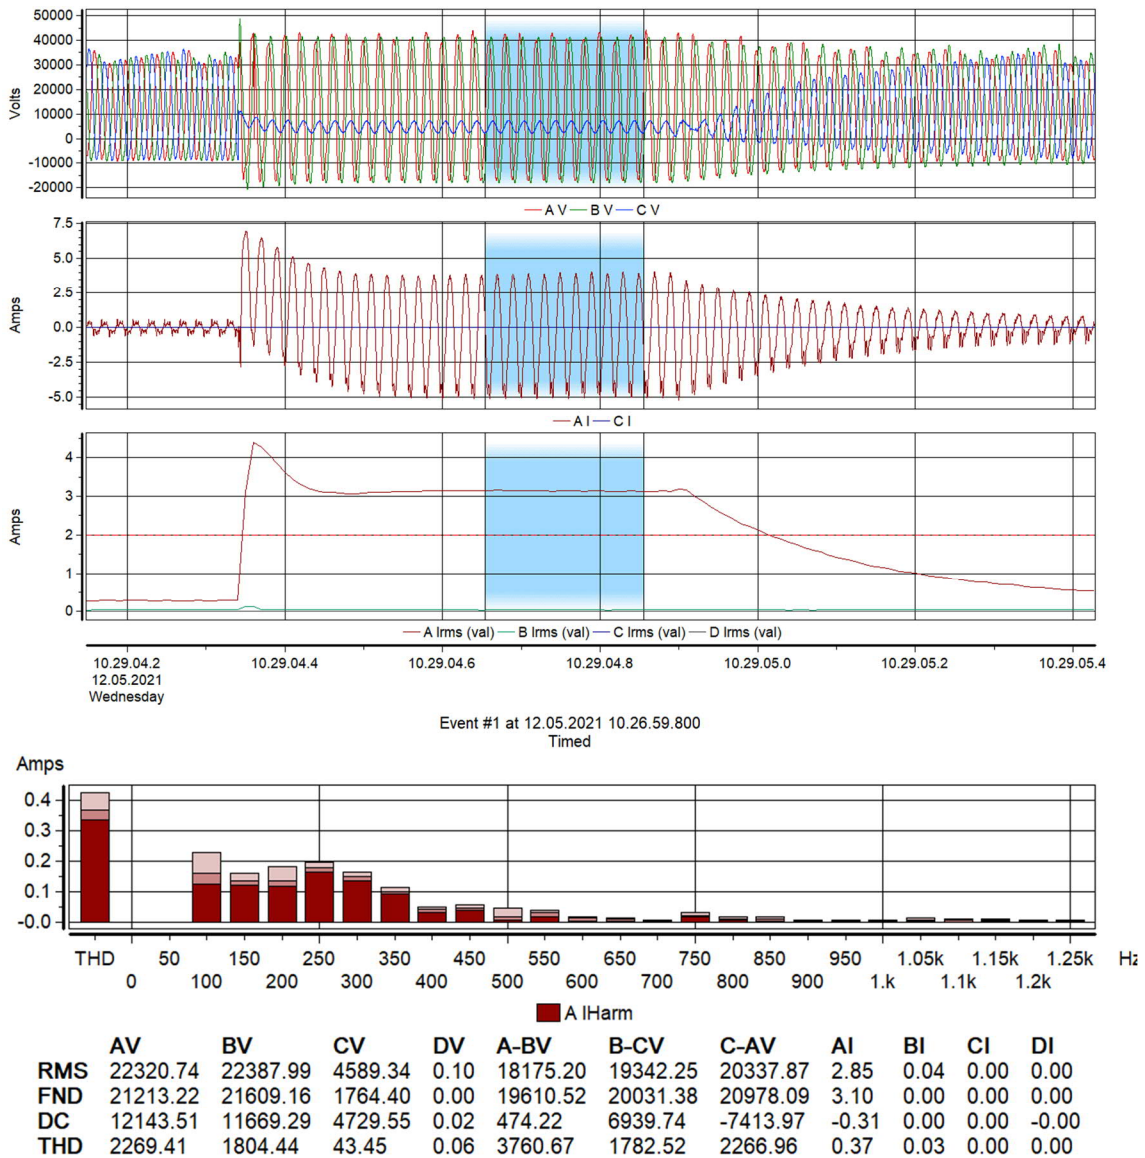 50000
40000
30000
20000
10000
0
-10000
-20000
Volts
A V B V C V
7.5
5.0
2.5
0.0
-2.5
-5.0
Amps
A I C I
4
3
2
1
0
Amps
A Irms (val) B Irms (val) C Irms (val) D Irms (val)
10.29.04.2 10.29.04.4 10.29.04.6 10.29.04.8 10.29.05.0 10.29.05.2 10.29.05.4
12.05.2021
Wednesday
Event #1 at 12.05.2021 10.26.59.800
Timed
Amps
0.4
0.3
0.2
0.1
-0.0
THD 50 150 250 350 450 550 650 750 850 950 1.05k 1.15k 1.25k Hz
0 100 200 300 400 500 600 700 800 900 1.k 1.1k 1.2k
A IHarm
AV BV CV DV A-BV B-CV C-AV AI BI CI DI
RMS 22320.74 22387.99 4589.34 0.10 18175.20 19342.25 20337.87 2.85 0.04 0.00 0.00
FND 21213.22 21609.16 1764.40 0.00 19610.52 20031.38 20978.09 3.10 0.00 0.00 0.00
DC 12143.51 11669.29 4729.55 0.02 474.22 6939.74 -7413.97 -0.31 0.00 0.00 -0.00
THD 2269.41 1804.44 43.45 0.06 3760.67 1782.52 2266.96 0.37 0.03 0.00 0.00